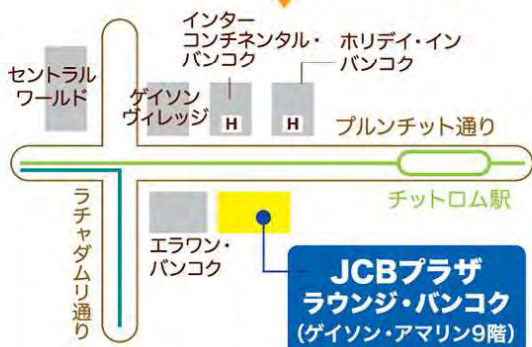 インター
コンチネンタル・
バンコク
ホリデイ・イン
バンコク
セントラル
ワールド
ゲイソン
ヴィレッジ
H
H
プルンチット通り
チットロム駅
ラチャダムリ通り
エラワン・
バンコク
JCBプラザ
ラウンジ・バンコク
(ゲイソン・アマリン9階)